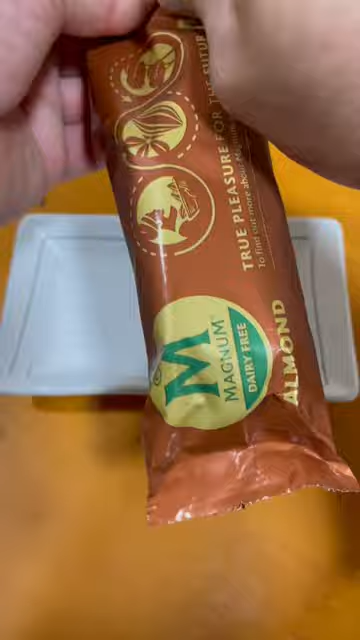 TRUE PLEASURE FOR THE FUTUR
To find out more about
M
MAGNUM
DAIRY FREE
ALMOND